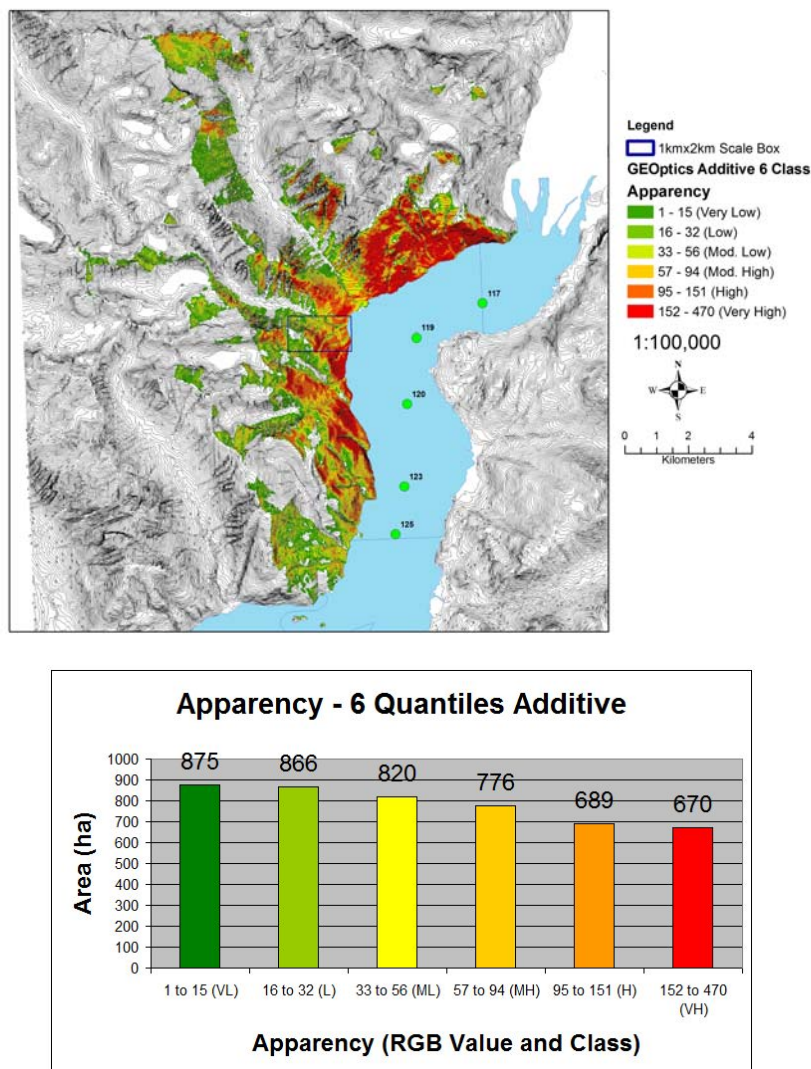 Legend
1kmx2km Scale Box
GEOptics Additive 6 Class
Apparency
1 - 15 (Very Low)
16 - 32 (Low)
33 - 56 (Mod. Low)
57 - 94 (Mod. High)
95 - 151 (High)
152 - 470 (Very High)
1:100,000
N
W E
S
0 1 2 4
Kilometers
117
119
120
123
125
Apparency - 6 Quantiles Additive
Area (ha)
1000
900
800
700
600
500
400
300
200
100
0
875
866
820
776
689
670
1 to 15 (VL)
16 to 32 (L)
33 to 56 (ML)
57 to 94 (MH)
95 to 151 (H)
152 to 470
(VH)
Apparency (RGB Value and Class)